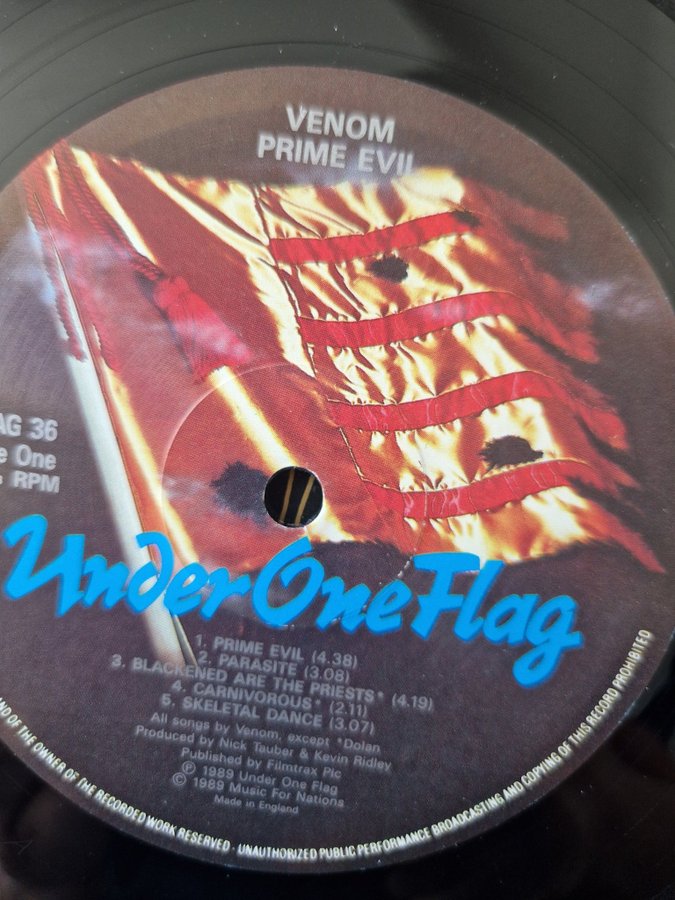 VENOM
PRIME EVIL
AG 36
e One
RPM
Under One Flag
1. PRIME EVIL (4.38)
2. PARASITE (3.08)
3. BLACKENED ARE THE PRIESTS* (4.19)
4. CARNIVOROUS* (2.11)
5. SKELETAL DANCE (3.07)
All songs by Venom, except *Dolan
Produced by Nick Tauber & Kevin Ridley
Published by Filmtrax Plc
℗ 1989 Under One Flag
© 1989 Music For Nations
Made in England
AND OF THE OWNER OF THE RECORDED WORK RESERVED · UNAUTHORIZED PUBLIC PERFORMANCE BROADCASTING AND COPYING OF THIS RECORD PROHIBITED